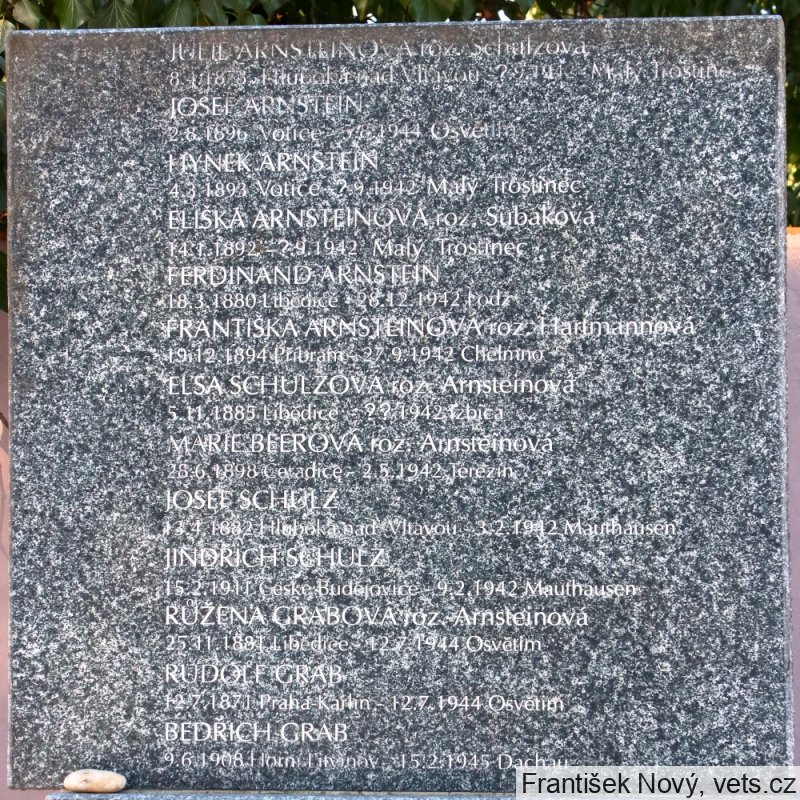 JULIE ARNSTEINOVÁ roz. Schulzová
8.1.1873 Hluboká nad Vltavou - ?.9.1942 Malý Trostinec
JOSEF ARNSTEIN
2.8.1896 Votice - 1944 Osvětim
HYNEK ARNSTEIN
4.3.1893 Votice - ?.9.1942 Malý Trostinec
ELIŠKA ARNSTEINOVÁ roz. Subaková
14.1.1892 - ?.9.1942 Malý Trostinec
FERDINAND ARNSTEIN
18.3.1880 Libědice - 28.12.1942 Lodž
FRANTIŠKA ARNSTEINOVÁ roz. Hartmannová
19.12.1894 Příbram - 27.9.1942 Chelmno
ELSA SCHULZOVÁ roz. Arnsteinová
5.11.1885 Libědice - ?.?.1942 Izbica
MARIE BEEROVÁ roz. Arnsteinová
28.6.1898 Čeradice - 2.5.1942 Terezín
JOSEF SCHULZ
13.4.1882 Hluboká nad Vltavou - 3.2.1942 Mauthausen
JINDŘICH SCHULZ
15.2.1911 České Budějovice - 9.2.1942 Mauthausen
RŮŽENA GRABOVÁ roz. Arnsteinová
25.11.1881 Libědice - 12.7.1944 Osvětim
RUDOLF GRAB
12.7.1871 Praha-Karlín - 12.7.1944 Osvětim
BEDŘICH GRAB
9.6.1908 Horní Litvínov - 15.2.1945 Dachau
František Nový, vets.cz